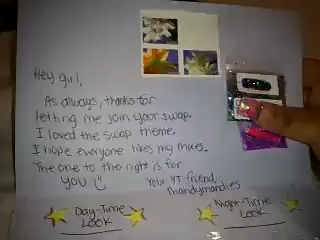 Hey girl,
As always, thanks for
letting me join your swap.
I loved the swap theme.
I hope everyone likes my mixes.
The one to the right is for
YOU
Your YT friend,
Day-Time
LOOK
Night-Time
LOOK